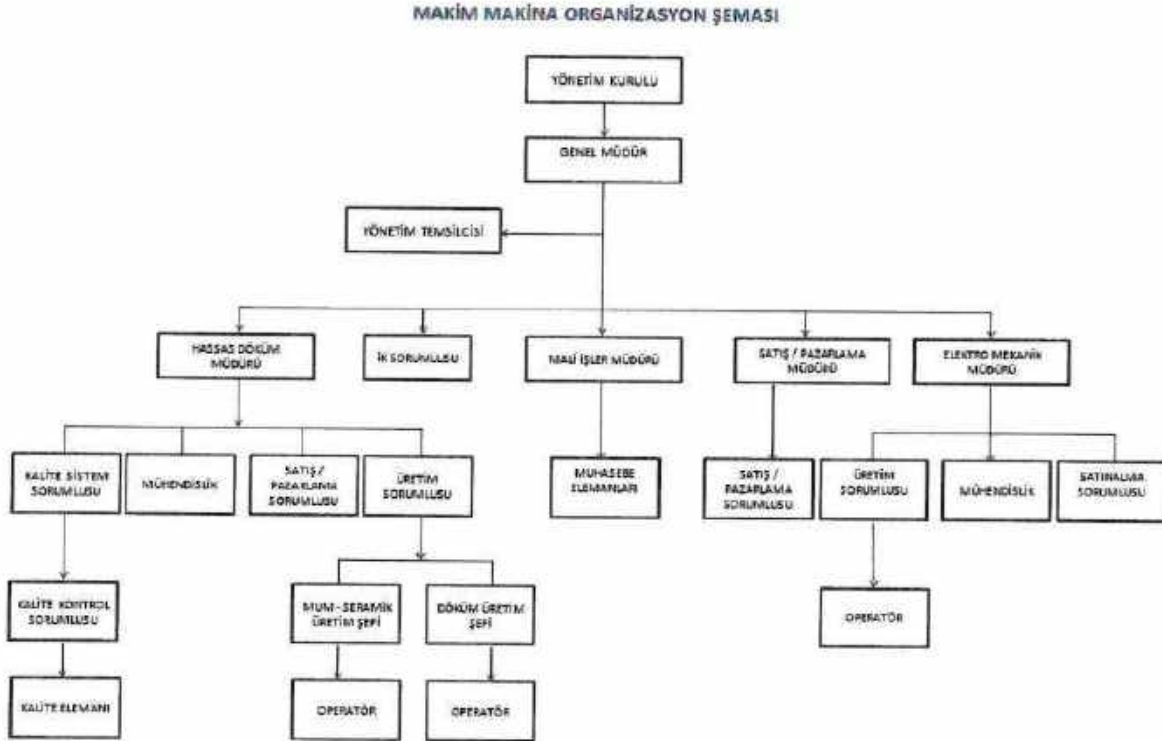 MAKİM MAKİNA ORGANİZASYON ŞEMASI
YÖNETİM KURULU
GENEL MÜDÜR
YÖNETİM TEMSİLCİSİ
HASSAS DÖKÜM
MÜDÜRÜ
İK SORUMLUSU
MALİ İŞLER MÜDÜRÜ
SATIŞ / PAZARLAMA
MÜDÜRÜ
ELEKTRO MEKANİK
MÜDÜRÜ
KALİTE SİSTEM
SORUMLUSU
MÜHENDİSLİK
SATIŞ /
PAZARLAMA
SORUMLUSU
ÜRETİM
SORUMLUSU
MUHASEBE
ELEMANLARI
SATIŞ /
PAZARLAMA
SORUMLUSU
ÜRETİM
SORUMLUSU
MÜHENDİSLİK
SATINALMA
SORUMLUSU
KALİTE KONTROL
SORUMLUSU
MUM - SERAMİK
ÜRETİM ŞEFİ
DÖKÜM ÜRETİM
ŞEFİ
OPERATÖR
KALİTE ELEMANI
OPERATÖR
OPERATÖR